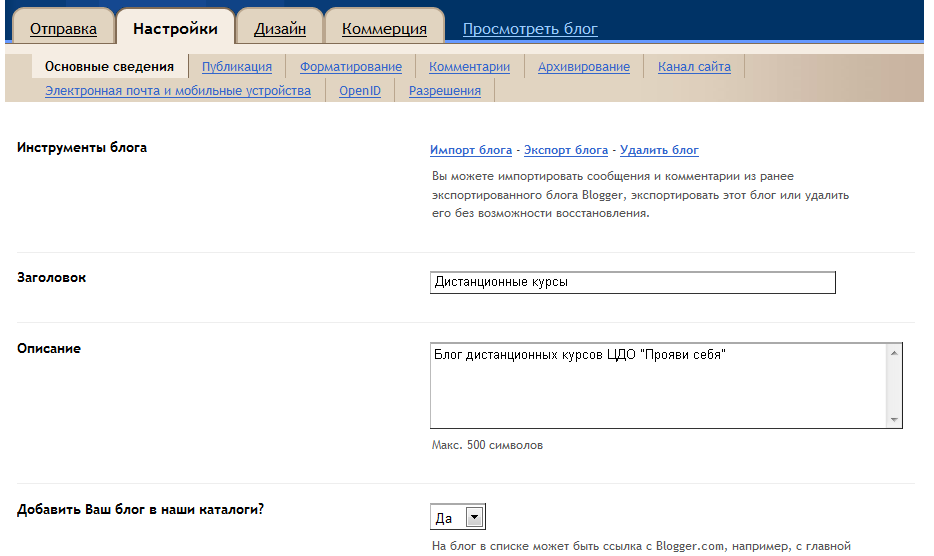 Отправка Настройки Дизайн Коммерция Просмотреть блог
Основные сведения Публикация Форматирование Комментарии Архивирование Канал сайта
Электронная почта и мобильные устройства OpenID Разрешения
Инструменты блога
Импорт блога - Экспорт блога - Удалить блог
Вы можете импортировать сообщения и комментарии из ранее
экспортированного блога Blogger, экспортировать этот блог или удалить
его без возможности восстановления.
Заголовок
Дистанционные курсы
Описание
Блог дистанционных курсов ЦДО "Прояви себя"
Макс. 500 символов
Добавить Ваш блог в наши каталоги?
Да
На блог в списке может быть ссылка с Blogger.com, например, с главной